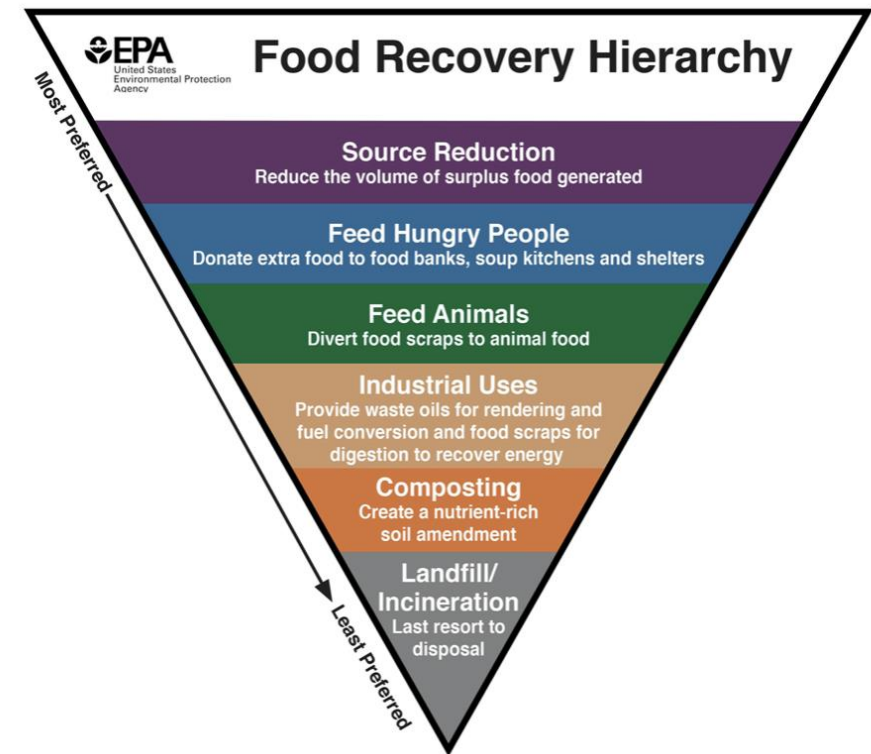 EPA
United States
Environmental Protection
Agency
Food Recovery Hierarchy
Most Preferred
Source Reduction
Reduce the volume of surplus food generated
Feed Hungry People
Donate extra food to food banks, soup kitchens and shelters
Feed Animals
Divert food scraps to animal food
Industrial Uses
Provide waste oils for rendering and
fuel conversion and food scraps for
digestion to recover energy
Composting
Create a nutrient-rich
soil amendment
Landfill/
Incineration
Last resort to
disposal
Least Preferred